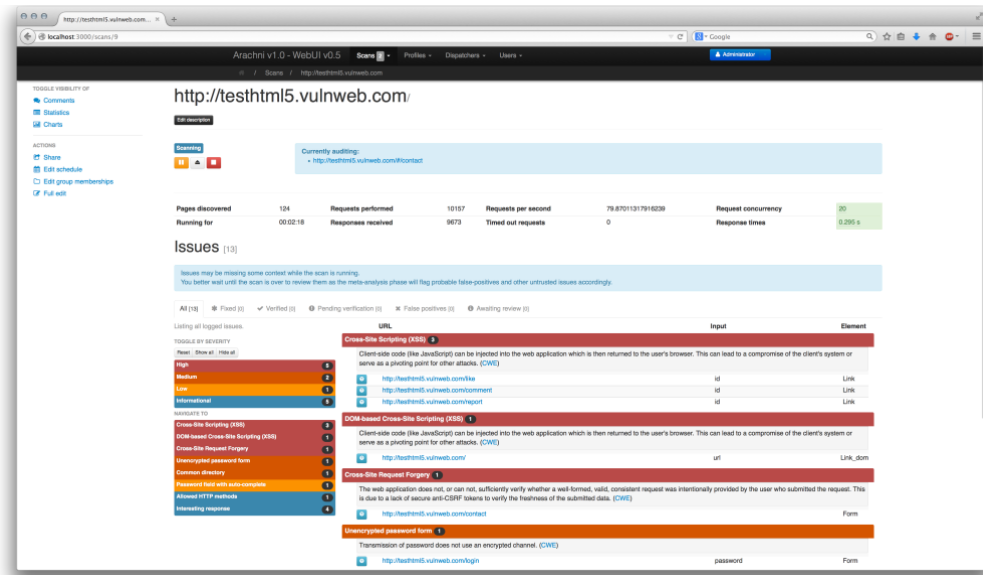 http://testhtml5.vulnweb.com...
localhost:3000/scans/9
Google
Arachni v1.0 - WebUI v0.5
Scans
Profiles
Dispatchers
Users
Administrator
/ Scans / http://testhtml5.vulnweb.com
TOGGLE VISIBILITY OF
Comments
Statistics
Charts
ACTIONS
Share
Edit schedule
Edit group memberships
Full edit
http://testhtml5.vulnweb.com/
Edit description
Scanning
Currently auditing:
http://testhtml5.vulnweb.com/#/contact
Pages discovered 124 Requests performed 10157 Requests per second 79.87011317916239 Request concurrency 20
Running for 00:02:18 Responses received 9673 Timed out requests 0 Response times 0.295 s
Issues [13]
Issues may be missing some context while the scan is running.
You better wait until the scan is over to review them as the meta-analysis phase will flag probable false-positives and other untrusted issues accordingly.
All [13] Fixed [0] Verified [0] Pending verification [0] False positives [0] Awaiting review [0]
Listing all logged issues.
TOGGLE BY SEVERITY
Reset Show all Hide all
High 5
Medium 2
Low 1
Informational 5
NAVIGATE TO
Cross-Site Scripting (XSS) 3
DOM-based Cross-Site Scripting (XSS) 1
Cross-Site Request Forgery 1
Unencrypted password form 1
Common directory 1
Password field with auto-complete 1
Allowed HTTP methods 1
Interesting response 4
URL Input Element
Cross-Site Scripting (XSS) 3
Client-side code (like JavaScript) can be injected into the web application which is then returned to the user's browser. This can lead to a compromise of the client's system or
serve as a pivoting point for other attacks. (CWE)
http://testhtml5.vulnweb.com/like id Link
http://testhtml5.vulnweb.com/comment id Link
http://testhtml5.vulnweb.com/report id Link
DOM-based Cross-Site Scripting (XSS) 1
Client-side code (like JavaScript) can be injected into the web application which is then returned to the user's browser. This can lead to a compromise of the client's system or
serve as a pivoting point for other attacks. (CWE)
http://testhtml5.vulnweb.com/ url Link_dom
Cross-Site Request Forgery 1
The web application does not, or can not, sufficiently verify whether a well-formed, valid, consistent request was intentionally provided by the user who submitted the request. This
is due to a lack of secure anti-CSRF tokens to verify the freshness of the submitted data. (CWE)
http://testhtml5.vulnweb.com/contact Form
Unencrypted password form 1
Transmission of password does not use an encrypted channel. (CWE)
http://testhtml5.vulnweb.com/login password Form